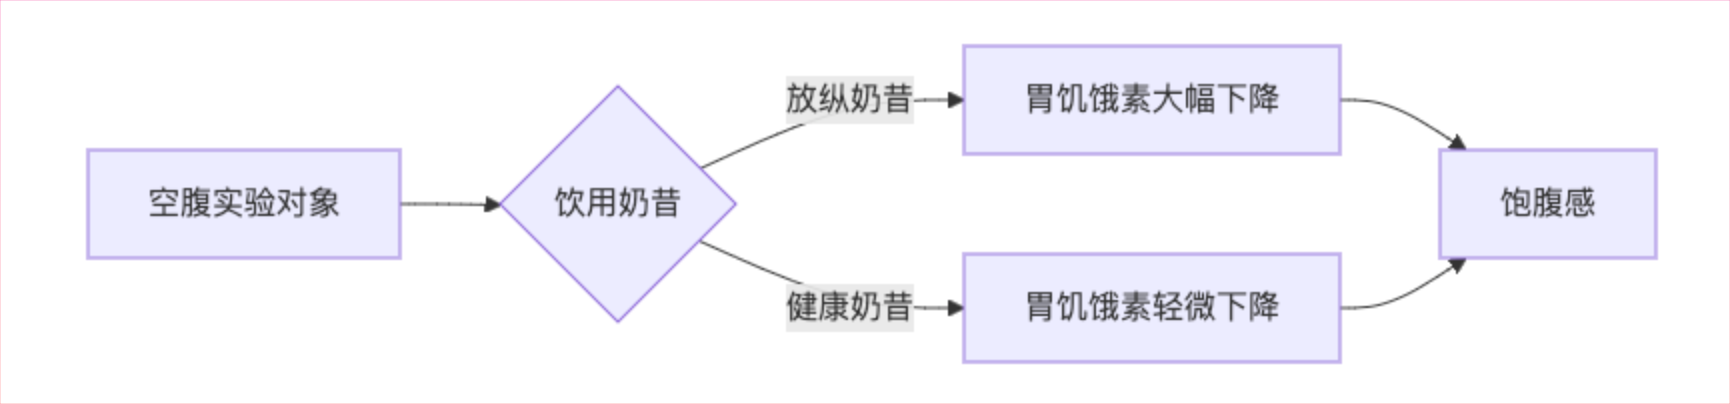 空腹实验对象
饮用奶昔
放纵奶昔
胃饥饿素大幅下降
健康奶昔
胃饥饿素轻微下降
饱腹感